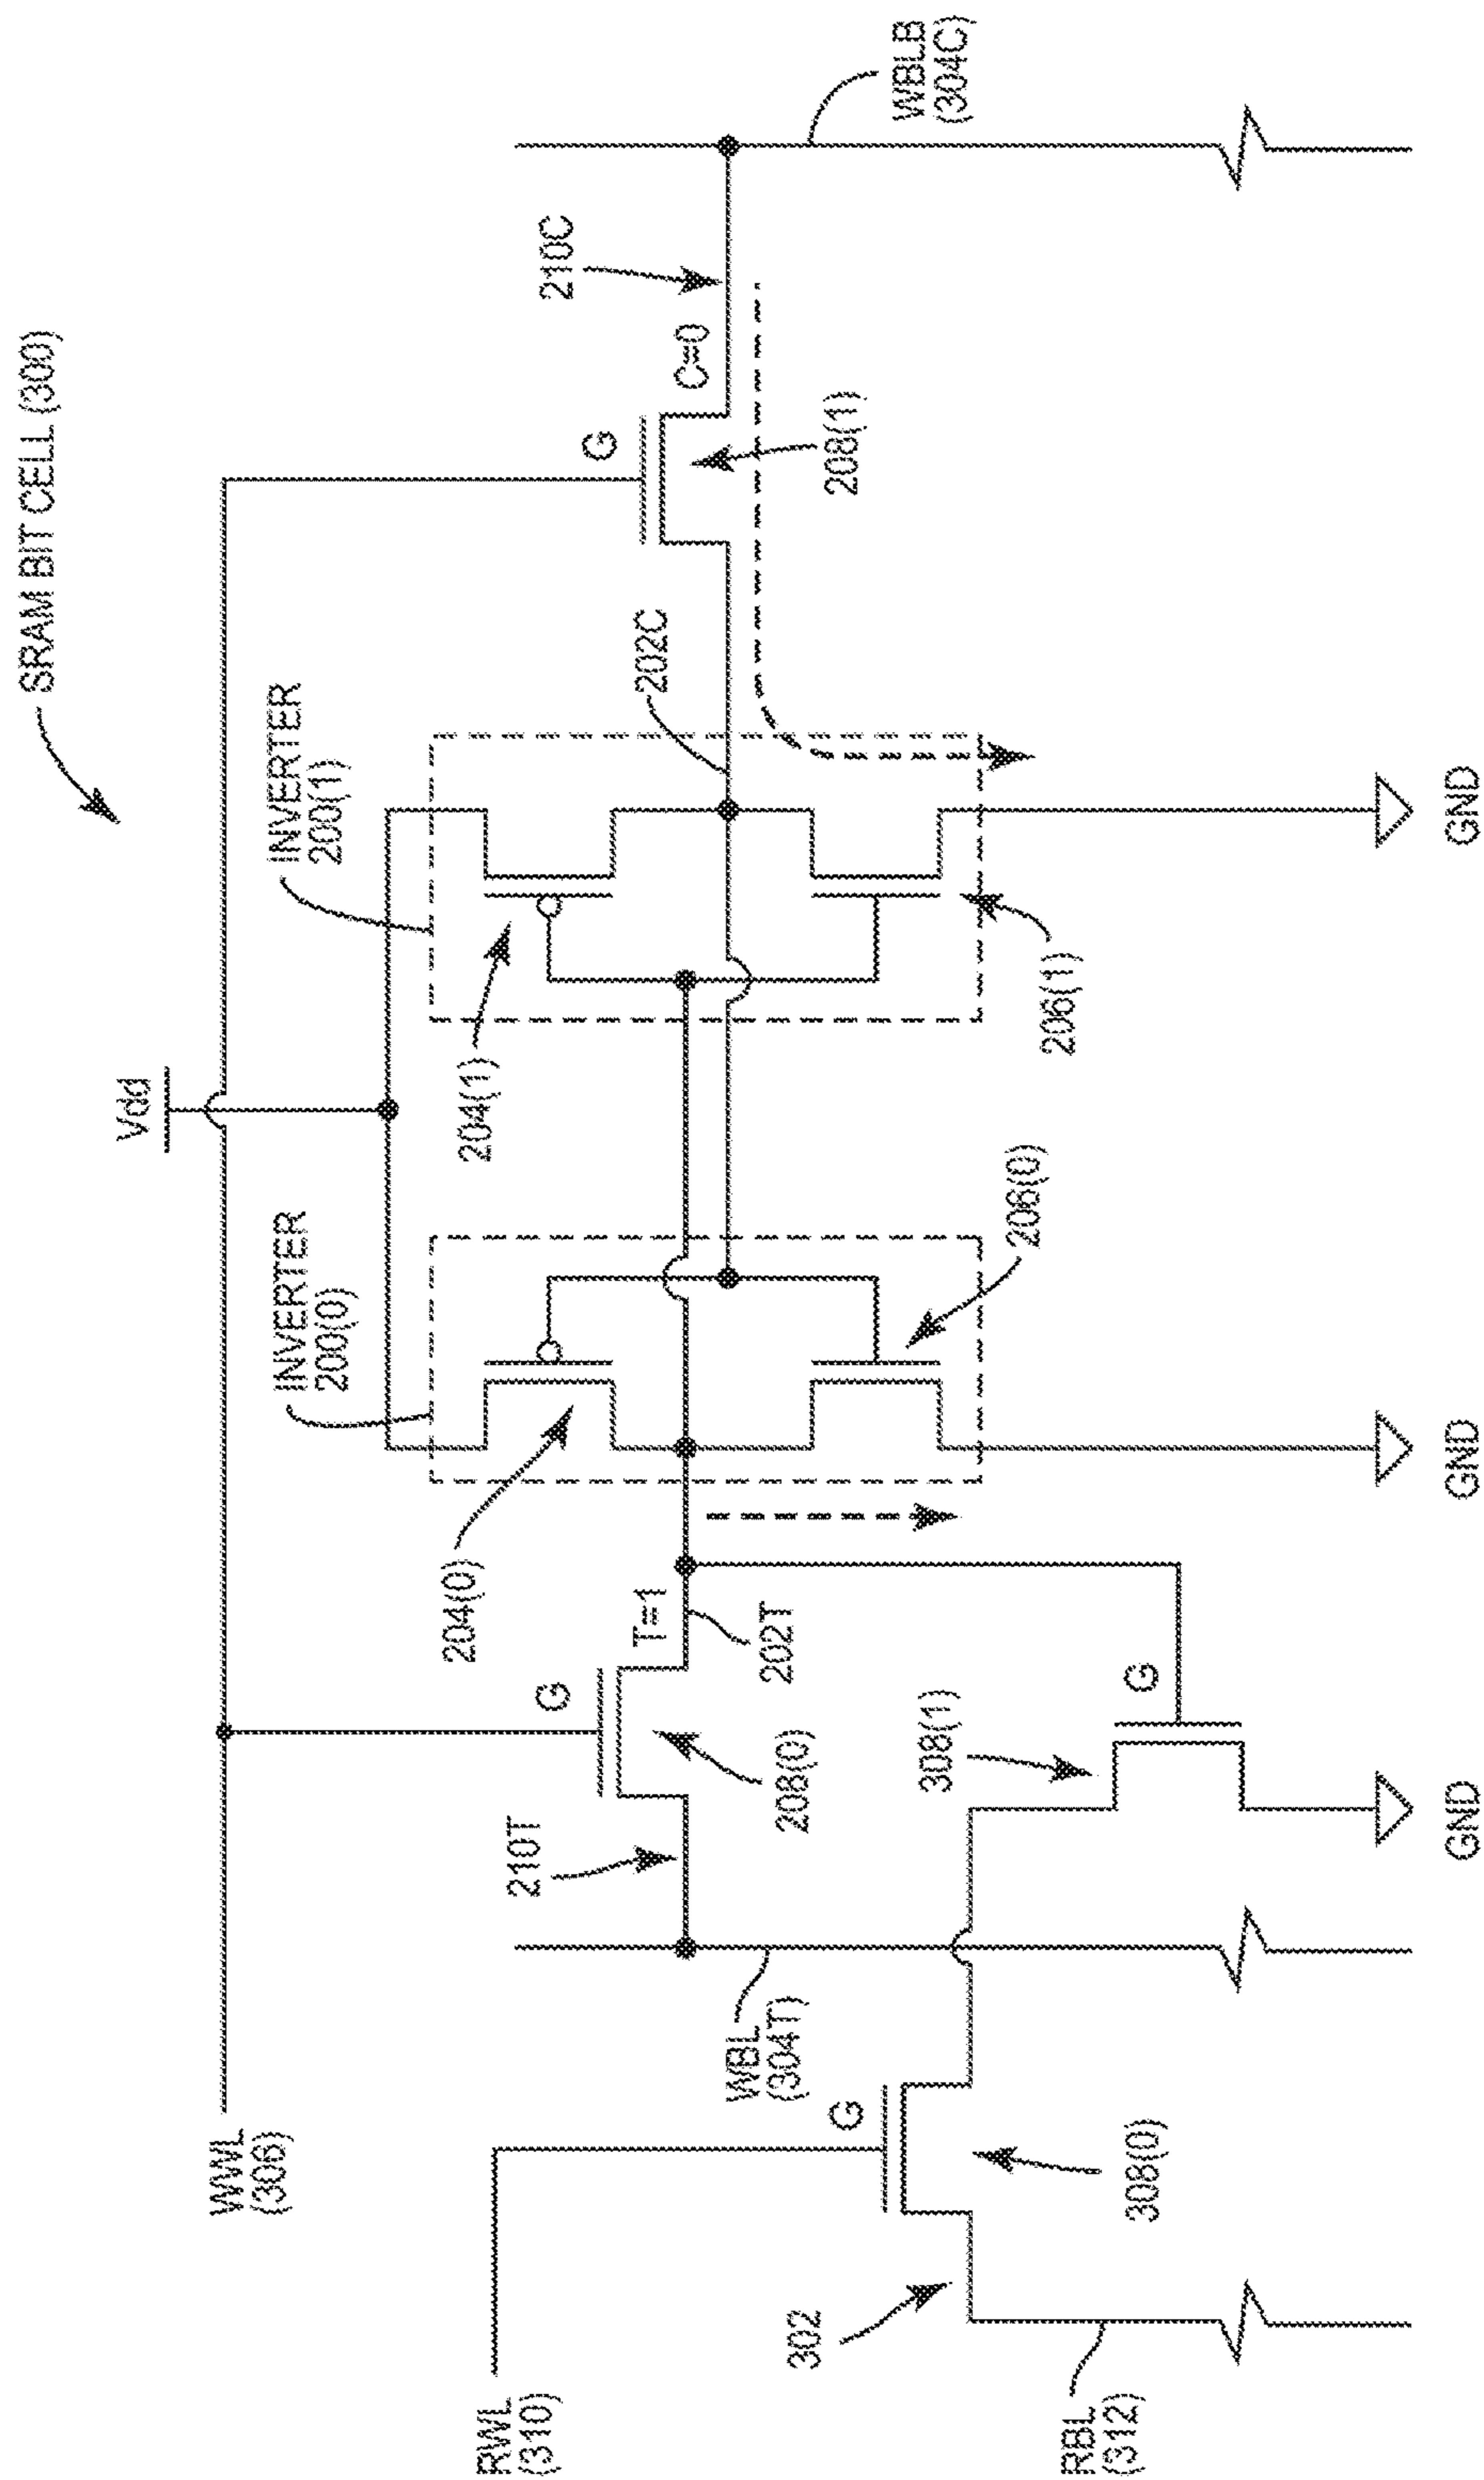 SRAM BIT CELL (300)
Vdd
WWL
(306)
INVERTER
200(0)
INVERTER
200(1)
RWL
(310)
204(0)
204(1)
210T
G
T=1
202T
208(0)
202C
G
C=0
210C
208(1)
WBLB
(304C)
WBL
(304T)
206(0)
206(1)
302
G
308(0)
308(1)
G
RBL
(312)
GND
GND
GND